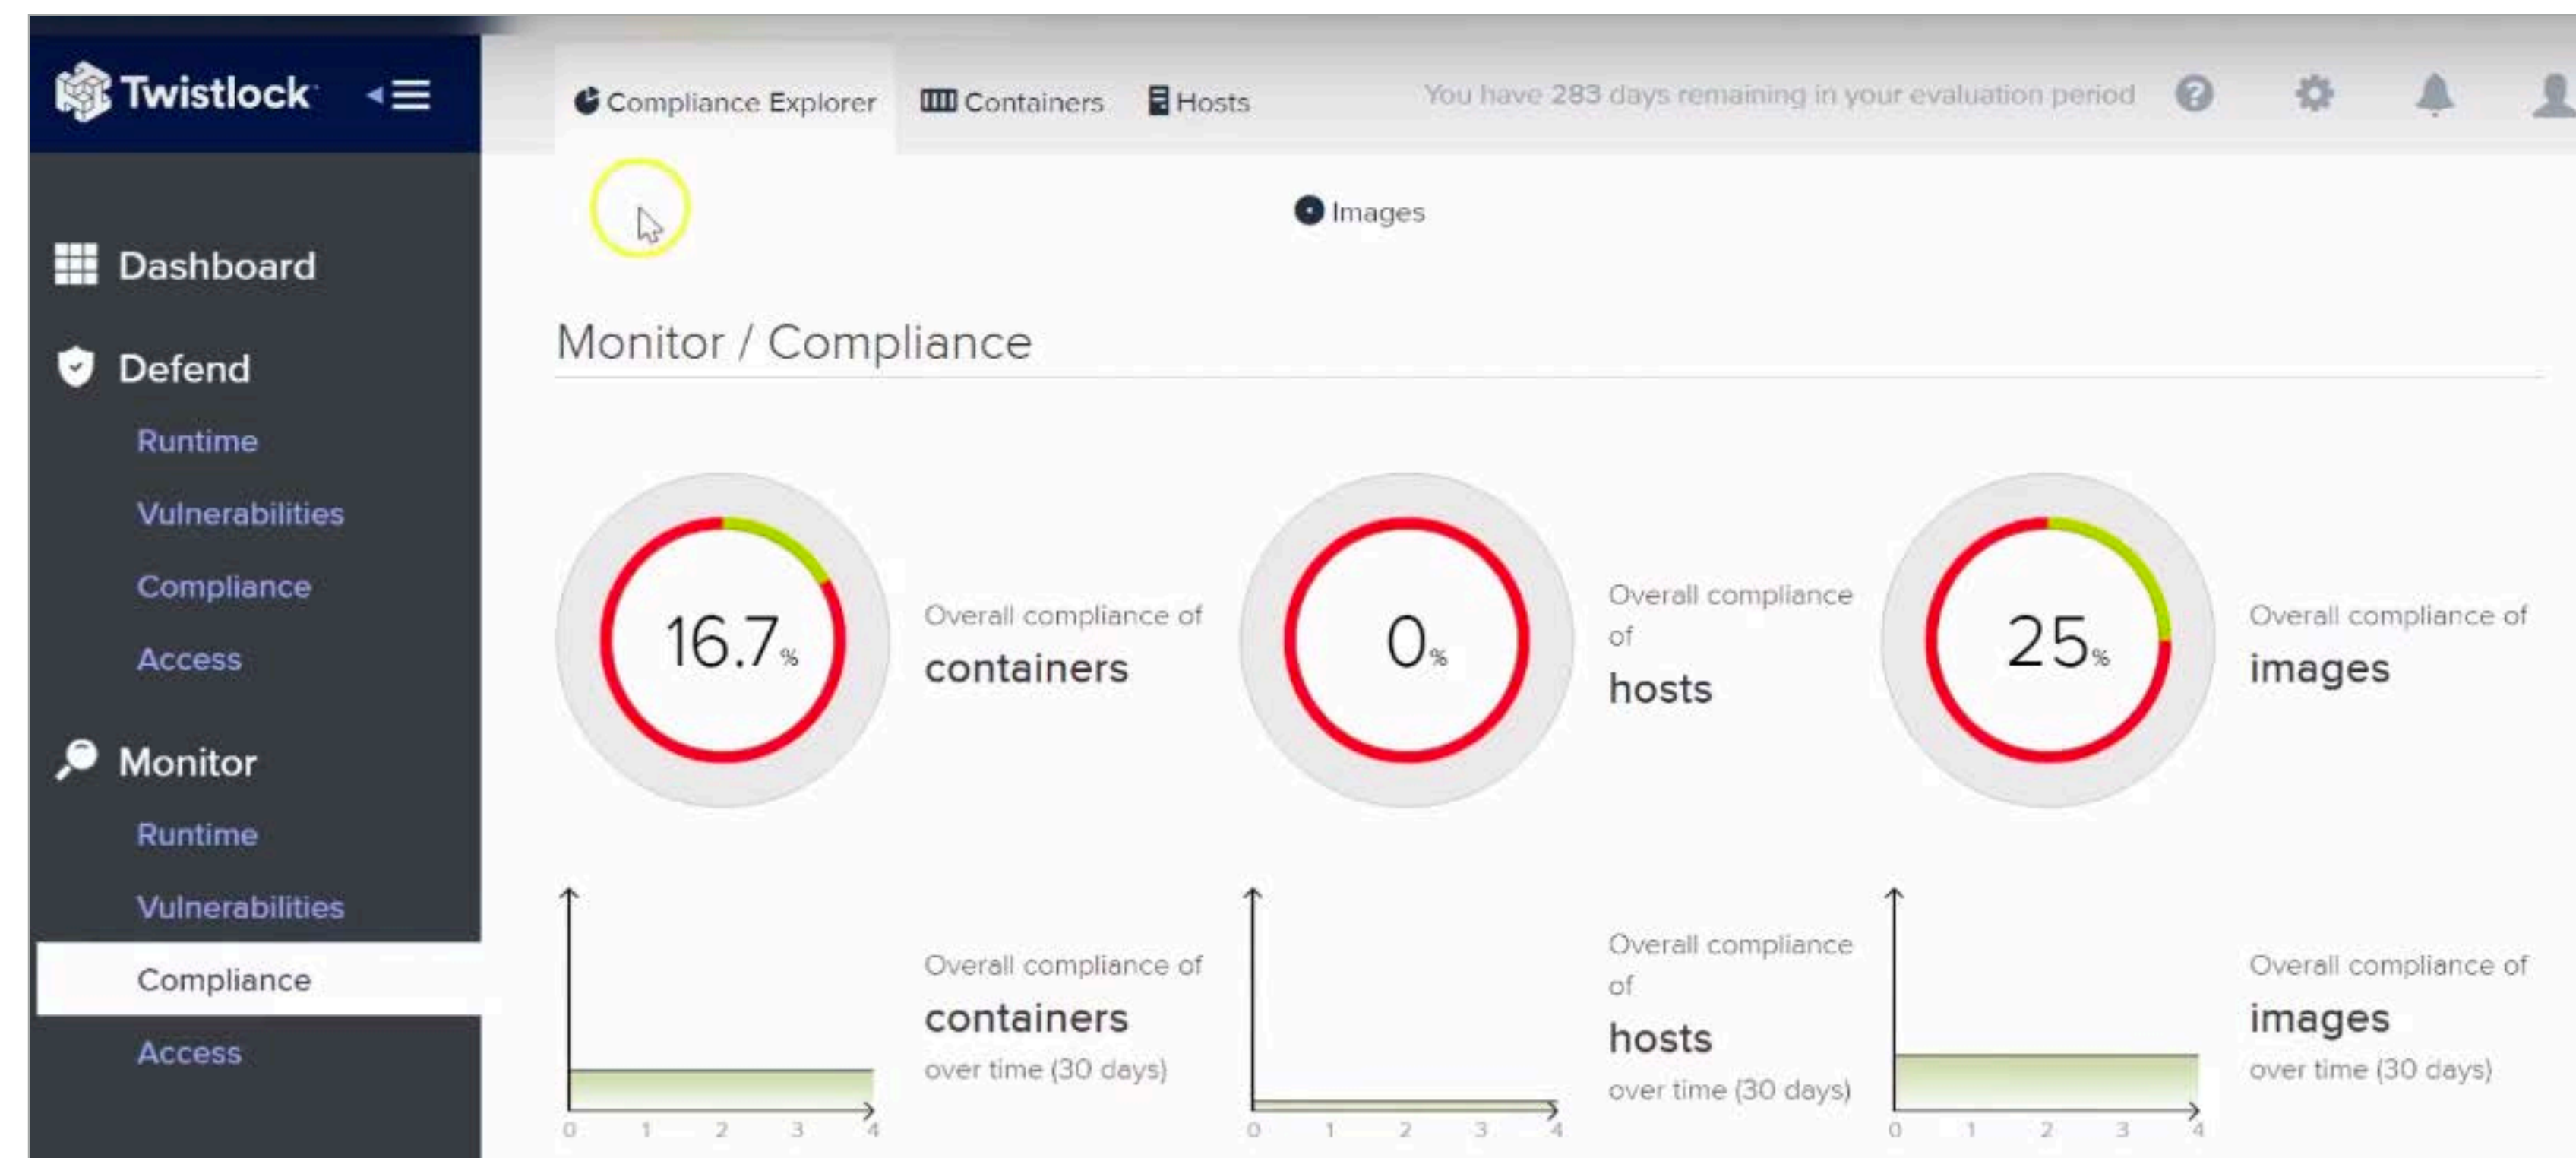 Twistlock
Compliance Explorer
Containers
Hosts
You have 283 days remaining in your evaluation period
?
Images
Dashboard
Defend
Runtime
Vulnerabilities
Compliance
Access
Monitor
Runtime
Vulnerabilities
Compliance
Access
Monitor / Compliance
16.7%
Overall compliance of
containers
0%
Overall compliance
of
hosts
25%
Overall compliance of
images
0 1 2 3 4
Overall compliance of
containers
over time (30 days)
0 1 2 3 4
Overall compliance
of
hosts
over time (30 days)
0 1 2 3 4
Overall compliance of
images
over time (30 days)